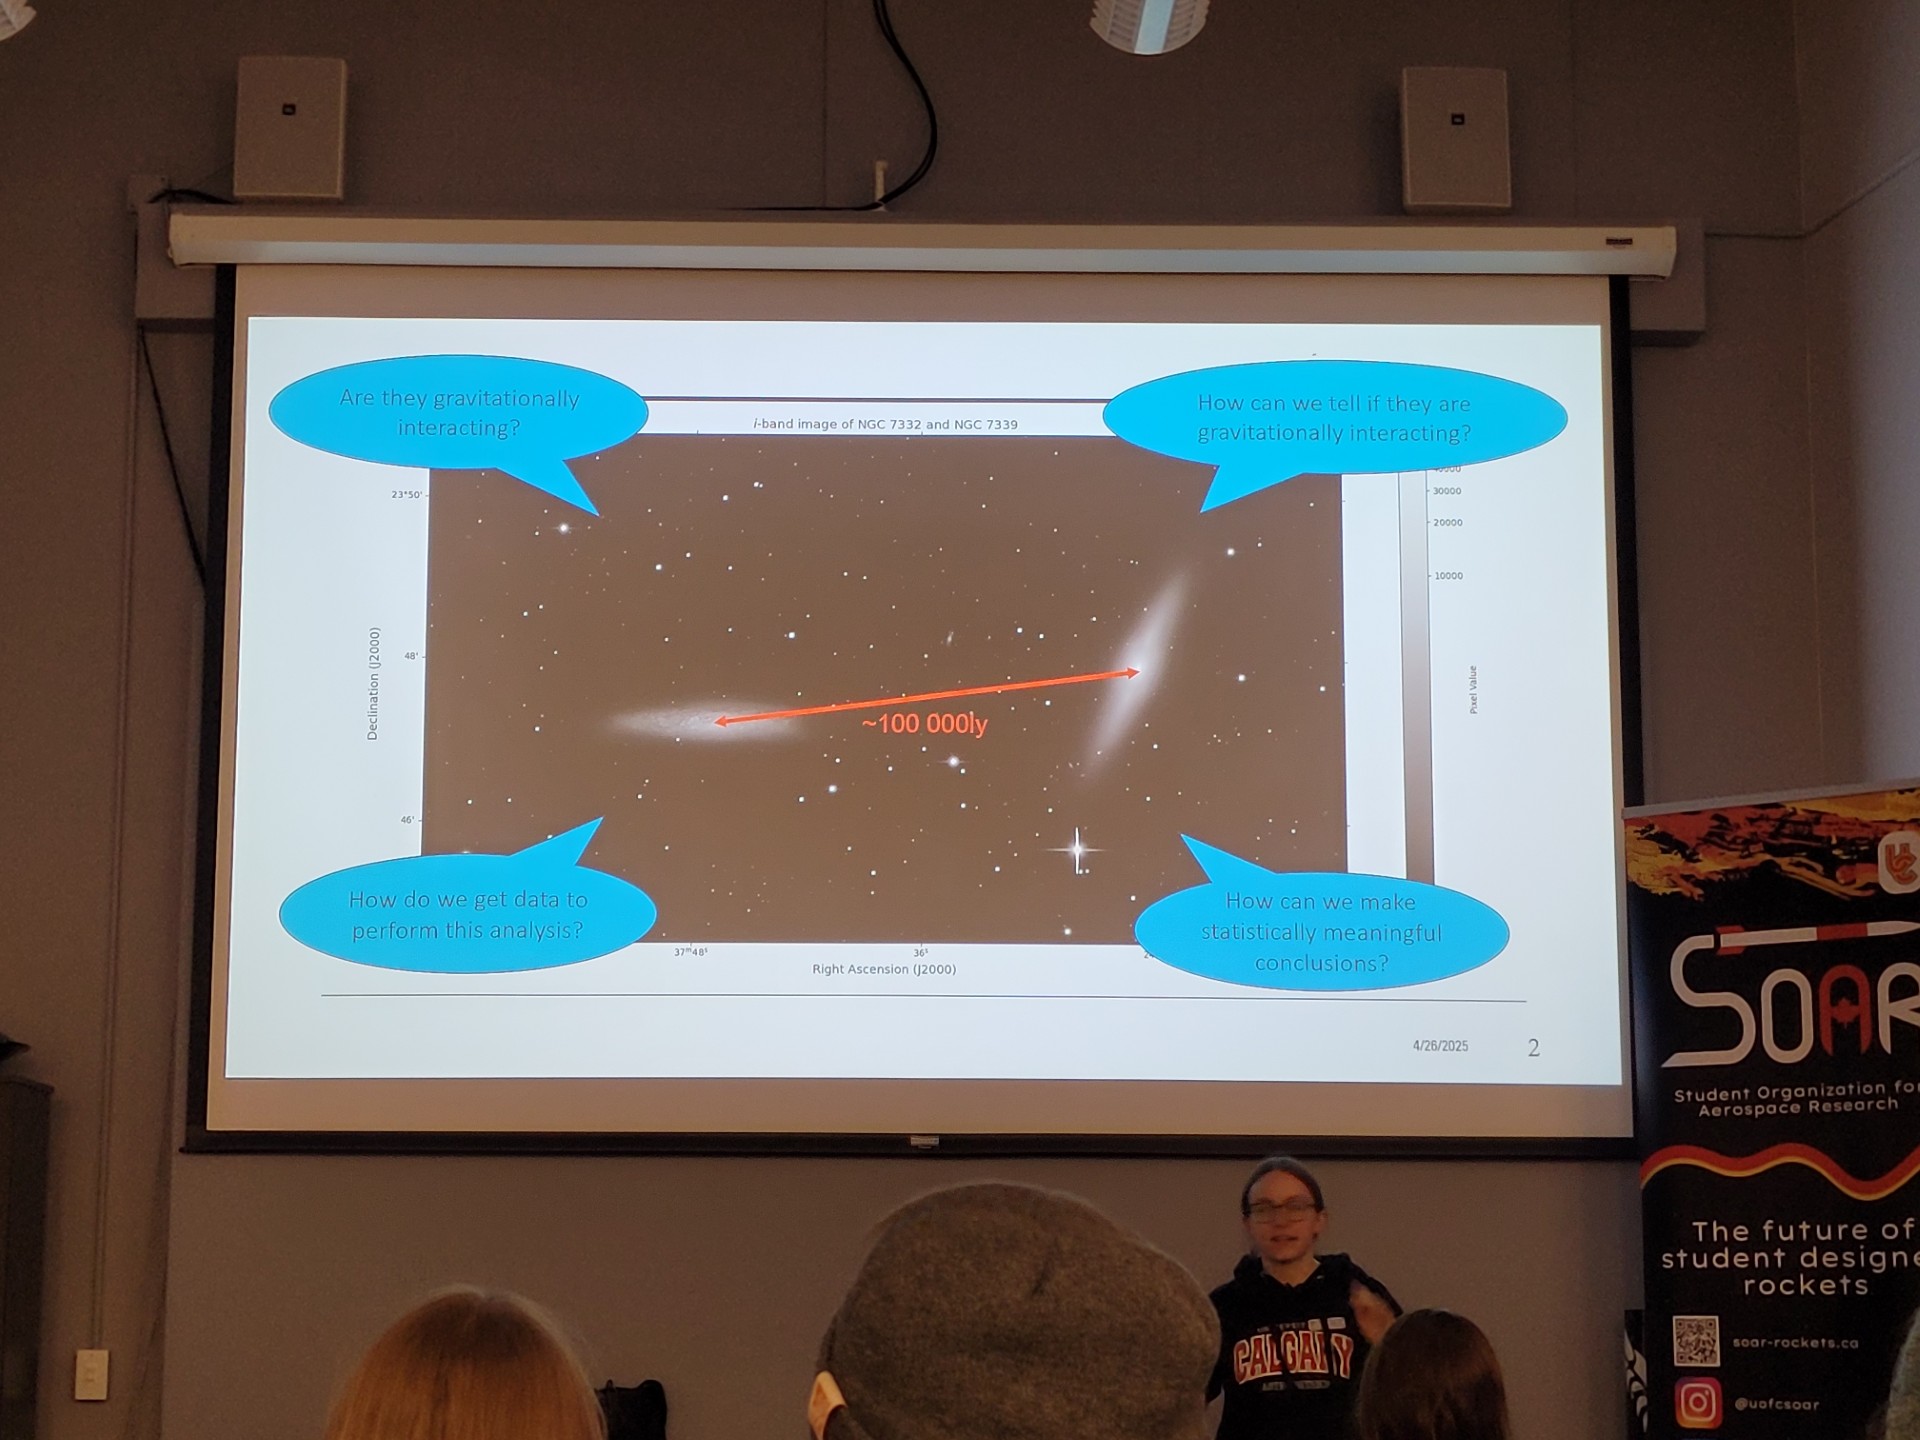 Are they gravitationally
interacting?
How can we tell if they are
gravitationally interacting?
i-band image of NGC 7332 and NGC 7339
23°50'
48'
46'
Declination (J2000)
~100 000ly
30000
20000
10000
Pixel Value
How do we get data to
perform this analysis?
How can we make
statistically meaningful
conclusions?
37ᵐ48ˢ
36ˢ
Right Ascension (J2000)
4/26/2025
2
UC
SOAR
Student Organization for
Aerospace Research
The future of
student designe
rockets
soar-rockets.ca
@uofcsoar
CALGARY